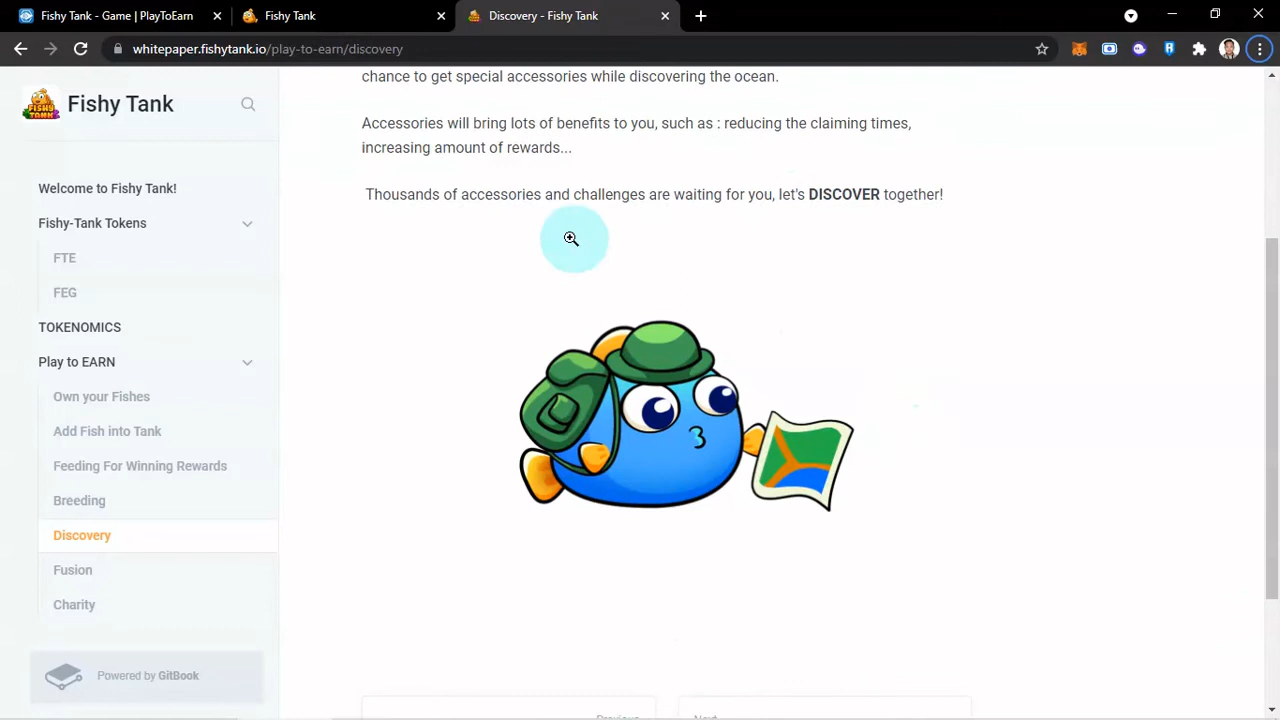 Fishy Tank - Game | PlayToEarn
Fishy Tank
Discovery - Fishy Tank
whitepaper.fishytank.io/play-to-earn/discovery
FISHY
TANK
Fishy Tank
Welcome to Fishy Tank!
Fishy-Tank Tokens
FTE
FEG
TOKENOMICS
Play to EARN
Own your Fishes
Add Fish into Tank
Feeding For Winning Rewards
Breeding
Discovery
Fusion
Charity
Powered by GitBook
chance to get special accessories while discovering the ocean.
Accessories will bring lots of benefits to you, such as : reducing the claiming times,
increasing amount of rewards...
Thousands of accessories and challenges are waiting for you, let's DISCOVER together!
Previous
Next